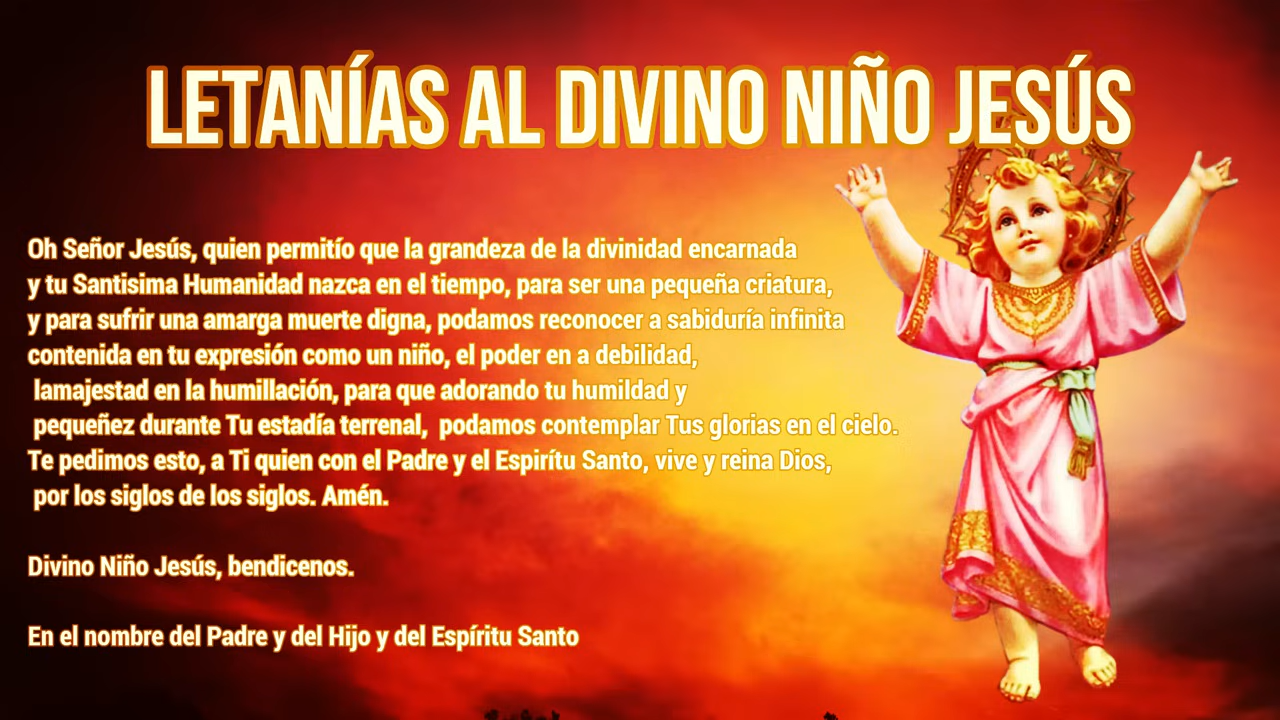 LETANÍAS AL DIVINO NIÑO JESÚS
Oh Señor Jesús, quien permitío que la grandeza de la divinidad encarnada
y tu Santisima Humanidad nazca en el tiempo, para ser una pequeña criatura,
y para sufrir una amarga muerte digna, podamos reconocer a sabiduría infinita
contenida en tu expresión como un niño, el poder en a debilidad,
lamajestad en la humillación, para que adorando tu humildad y
pequeñez durante Tu estadía terrenal, podamos contemplar Tus glorias en el cielo.
Te pedimos esto, a Ti quien con el Padre y el Espirítu Santo, vive y reina Dios,
por los siglos de los siglos. Amén.
Divino Niño Jesús, bendicenos.
En el nombre del Padre y del Hijo y del Espíritu Santo